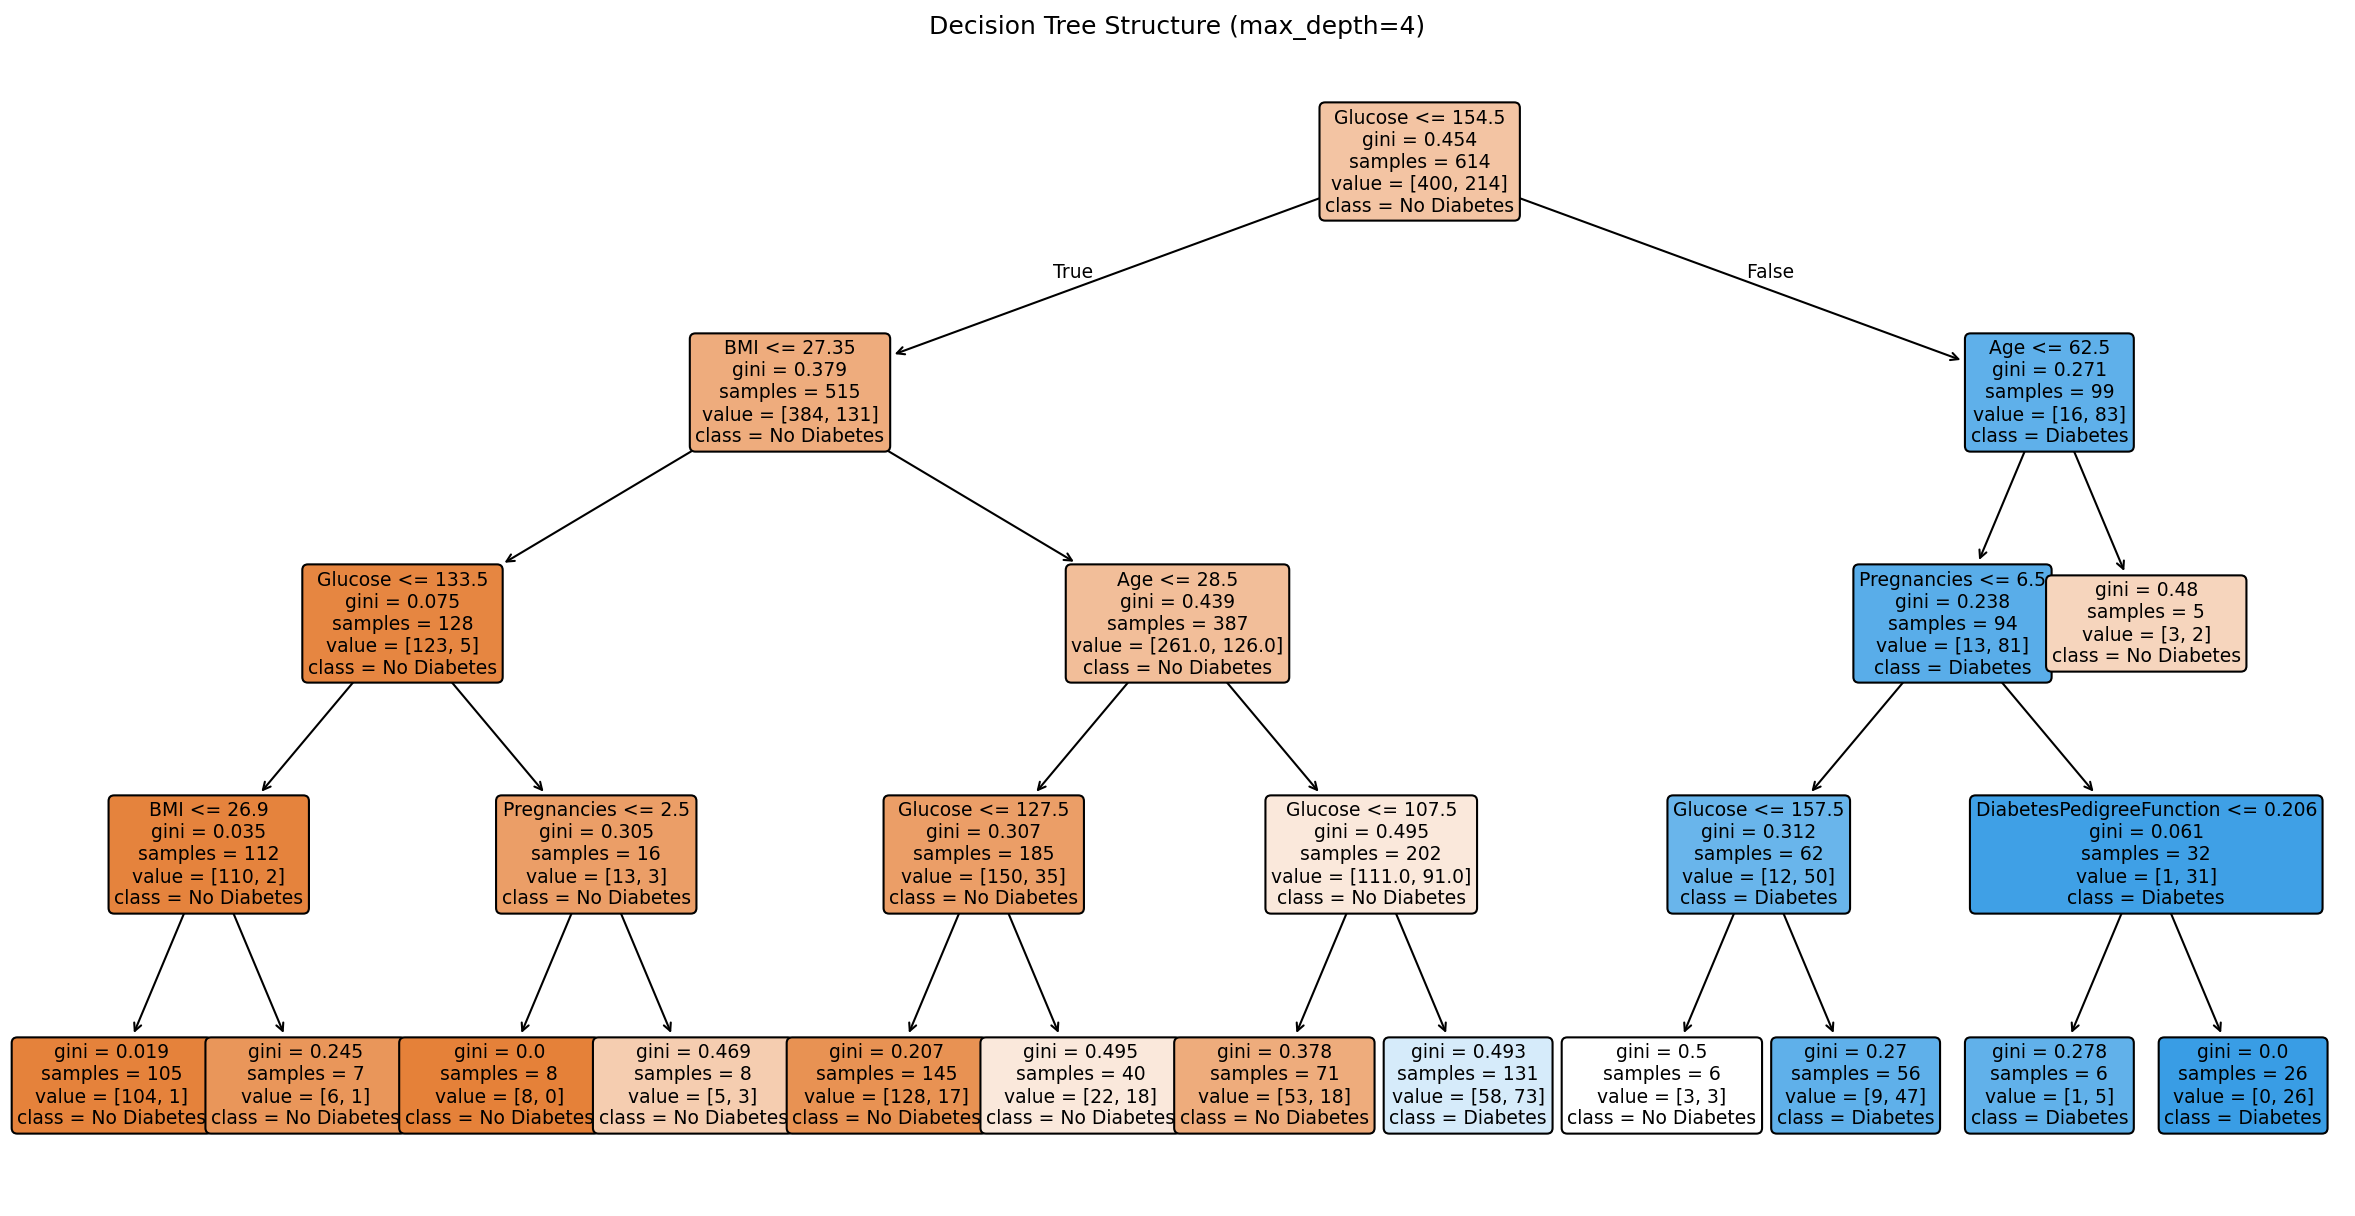 Decision Tree Structure (max_depth=4)
Glucose <= 154.5
gini = 0.454
samples = 614
value = [400, 214]
class = No Diabetes
True
False
BMI <= 27.35
gini = 0.379
samples = 515
value = [384, 131]
class = No Diabetes
Age <= 62.5
gini = 0.271
samples = 99
value = [16, 83]
class = Diabetes
Glucose <= 133.5
gini = 0.075
samples = 128
value = [123, 5]
class = No Diabetes
Age <= 28.5
gini = 0.439
samples = 387
value = [261.0, 126.0]
class = No Diabetes
Pregnancies <= 6.5
gini = 0.238
samples = 94
value = [13, 81]
class = Diabetes
gini = 0.48
samples = 5
value = [3, 2]
class = No Diabetes
BMI <= 26.9
gini = 0.035
samples = 112
value = [110, 2]
class = No Diabetes
Pregnancies <= 2.5
gini = 0.305
samples = 16
value = [13, 3]
class = No Diabetes
Glucose <= 127.5
gini = 0.307
samples = 185
value = [150, 35]
class = No Diabetes
Glucose <= 107.5
gini = 0.495
samples = 202
value = [111.0, 91.0]
class = No Diabetes
Glucose <= 157.5
gini = 0.312
samples = 62
value = [12, 50]
class = Diabetes
DiabetesPedigreeFunction <= 0.206
gini = 0.061
samples = 32
value = [1, 31]
class = Diabetes
gini = 0.019
samples = 105
value = [104, 1]
class = No Diabetes
gini = 0.245
samples = 7
value = [6, 1]
class = No Diabetes
gini = 0.0
samples = 8
value = [8, 0]
class = No Diabetes
gini = 0.469
samples = 8
value = [5, 3]
class = No Diabetes
gini = 0.207
samples = 145
value = [128, 17]
class = No Diabetes
gini = 0.495
samples = 40
value = [22, 18]
class = No Diabetes
gini = 0.378
samples = 71
value = [53, 18]
class = No Diabetes
gini = 0.493
samples = 131
value = [58, 73]
class = Diabetes
gini = 0.5
samples = 6
value = [3, 3]
class = No Diabetes
gini = 0.27
samples = 56
value = [9, 47]
class = Diabetes
gini = 0.278
samples = 6
value = [1, 5]
class = Diabetes
gini = 0.0
samples = 26
value = [0, 26]
class = Diabetes